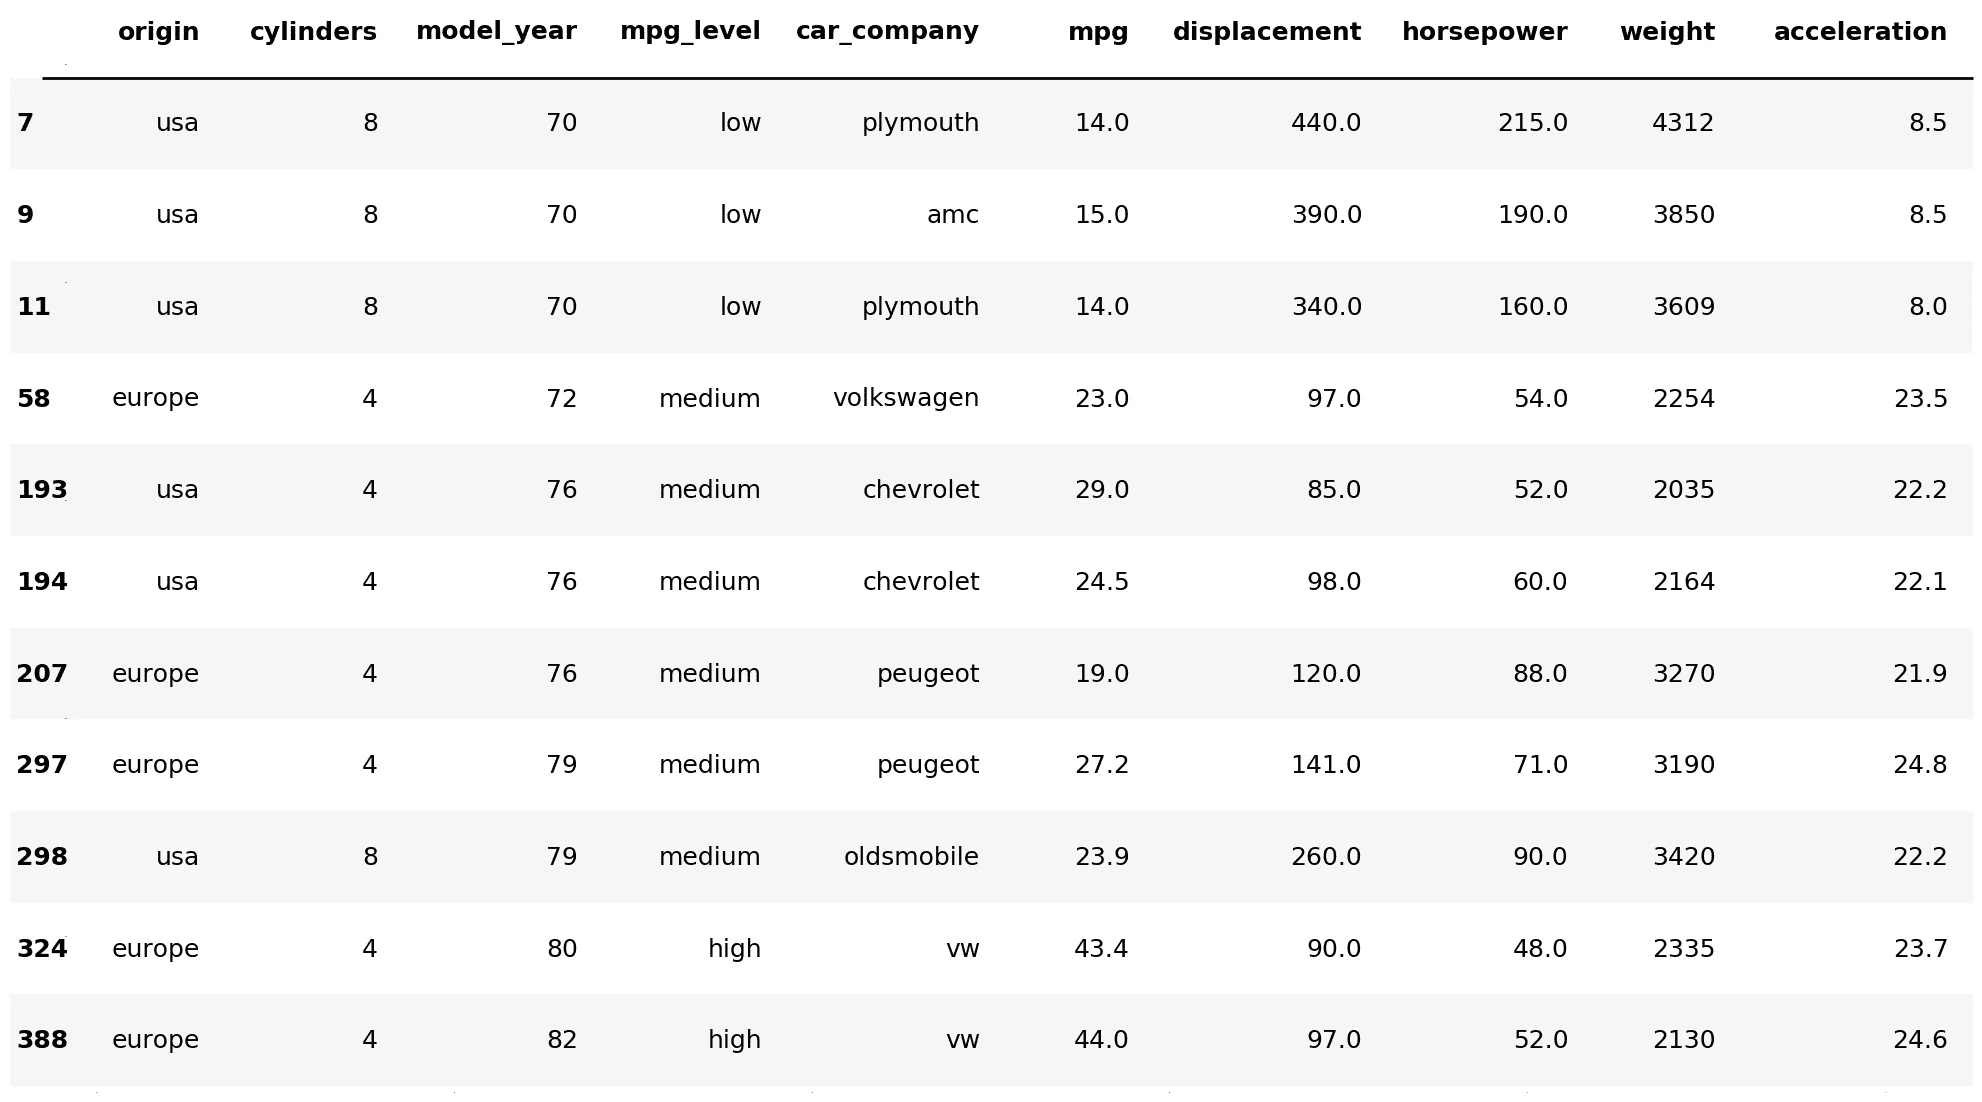 origin cylinders model_year mpg_level car_company mpg displacement horsepower weight acceleration
7 usa 8 70 low plymouth 14.0 440.0 215.0 4312 8.5
9 usa 8 70 low amc 15.0 390.0 190.0 3850 8.5
11 usa 8 70 low plymouth 14.0 340.0 160.0 3609 8.0
58 europe 4 72 medium volkswagen 23.0 97.0 54.0 2254 23.5
193 usa 4 76 medium chevrolet 29.0 85.0 52.0 2035 22.2
194 usa 4 76 medium chevrolet 24.5 98.0 60.0 2164 22.1
207 europe 4 76 medium peugeot 19.0 120.0 88.0 3270 21.9
297 europe 4 79 medium peugeot 27.2 141.0 71.0 3190 24.8
298 usa 8 79 medium oldsmobile 23.9 260.0 90.0 3420 22.2
324 europe 4 80 high vw 43.4 90.0 48.0 2335 23.7
388 europe 4 82 high vw 44.0 97.0 52.0 2130 24.6